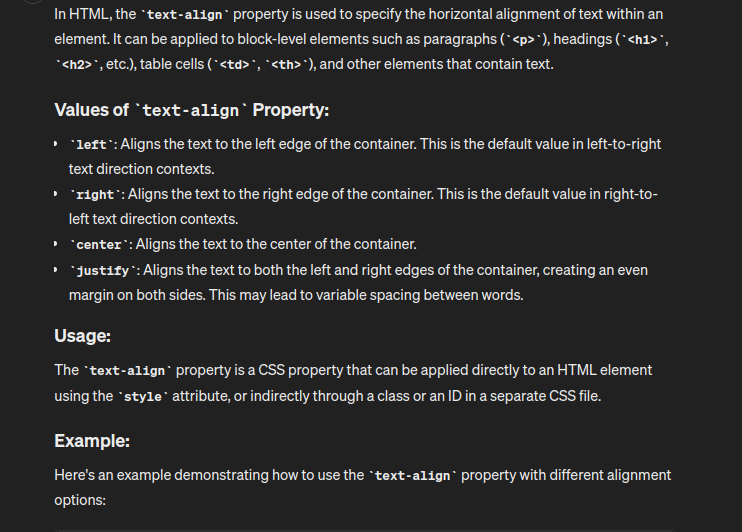 In HTML, the `text-align` property is used to specify the horizontal alignment of text within an
element. It can be applied to block-level elements such as paragraphs (`<p>`), headings (`<h1>`,
`<h2>`, etc.), table cells (`<td>`, `<th>`), and other elements that contain text.
Values of `text-align` Property:
• `left`: Aligns the text to the left edge of the container. This is the default value in left-to-right
text direction contexts.
• `right`: Aligns the text to the right edge of the container. This is the default value in right-to-
left text direction contexts.
• `center`: Aligns the text to the center of the container.
• `justify`: Aligns the text to both the left and right edges of the container, creating an even
margin on both sides. This may lead to variable spacing between words.
Usage:
The `text-align` property is a CSS property that can be applied directly to an HTML element
using the `style` attribute, or indirectly through a class or an ID in a separate CSS file.
Example:
Here's an example demonstrating how to use the `text-align` property with different alignment
options: